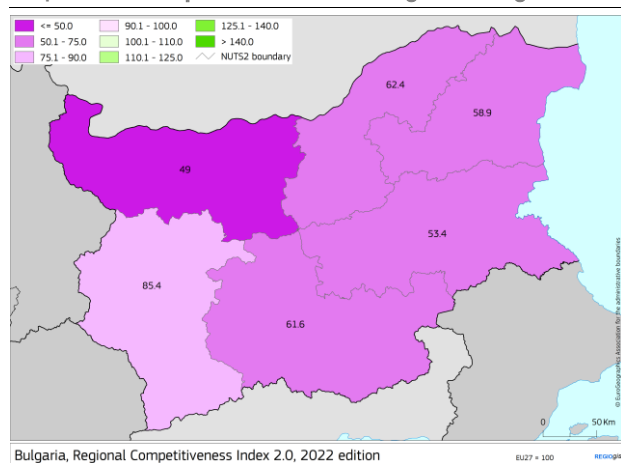 <= 50.0
50.1 - 75.0
75.1 - 90.0
90.1 - 100.0
100.1 - 110.0
110.1 - 125.0
125.1 - 140.0
> 140.0
NUTS2 boundary
62.4
58.9
49
53.4
85.4
61.6
© EuroGeographics Association for the administrative boundaries
0 50 Km
Bulgaria, Regional Competitiveness Index 2.0, 2022 edition
EU27 = 100
REGIOgis